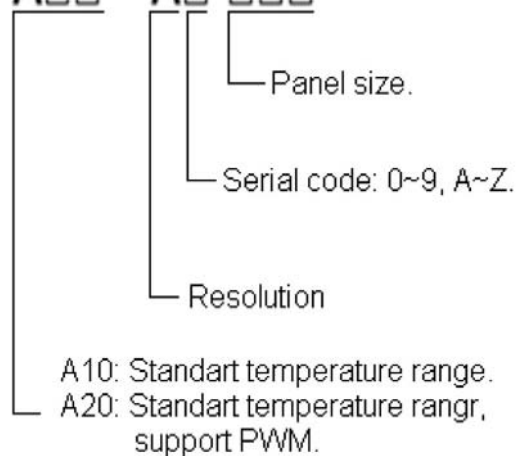 Panel size.
Serial code: 0~9, A~Z.
Resolution
A10: Standart temperature range.
A20: Standart temperature rangr,
support PWM.